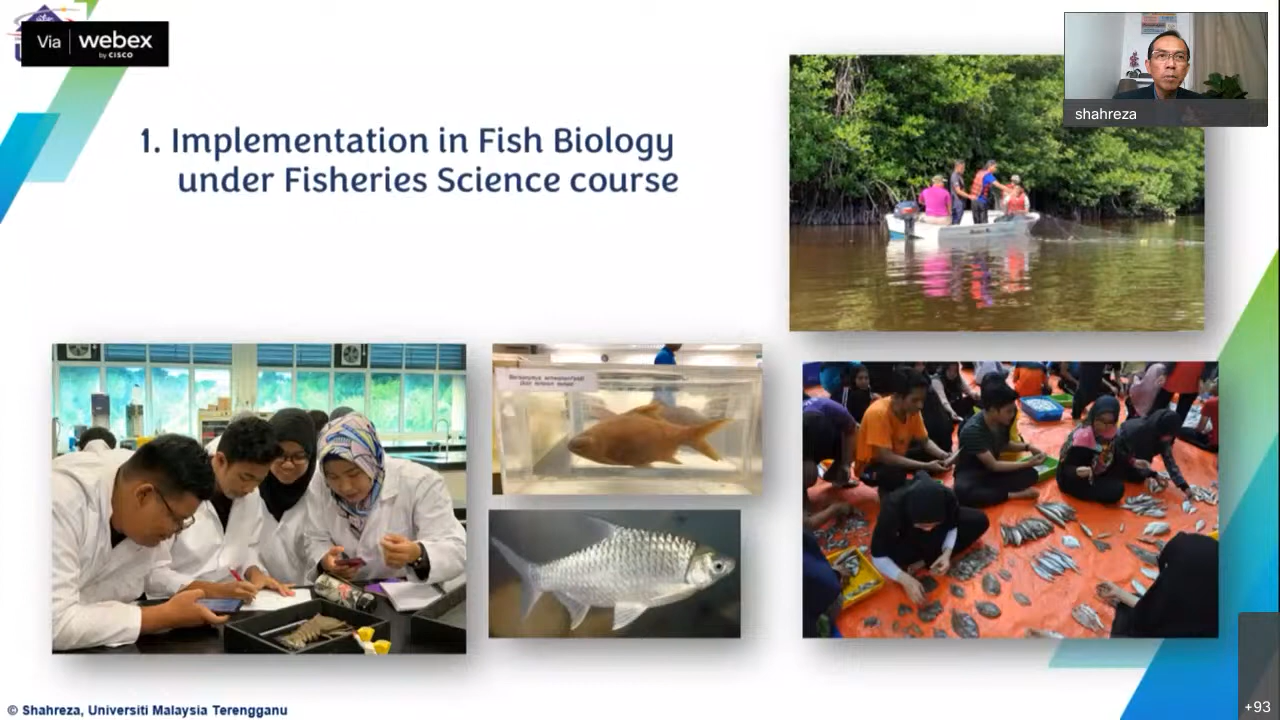 Via webex
by CISCO
shahreza
1. Implementation in Fish Biology
under Fisheries Science course
© Shahreza, Universiti Malaysia Terengganu
+93